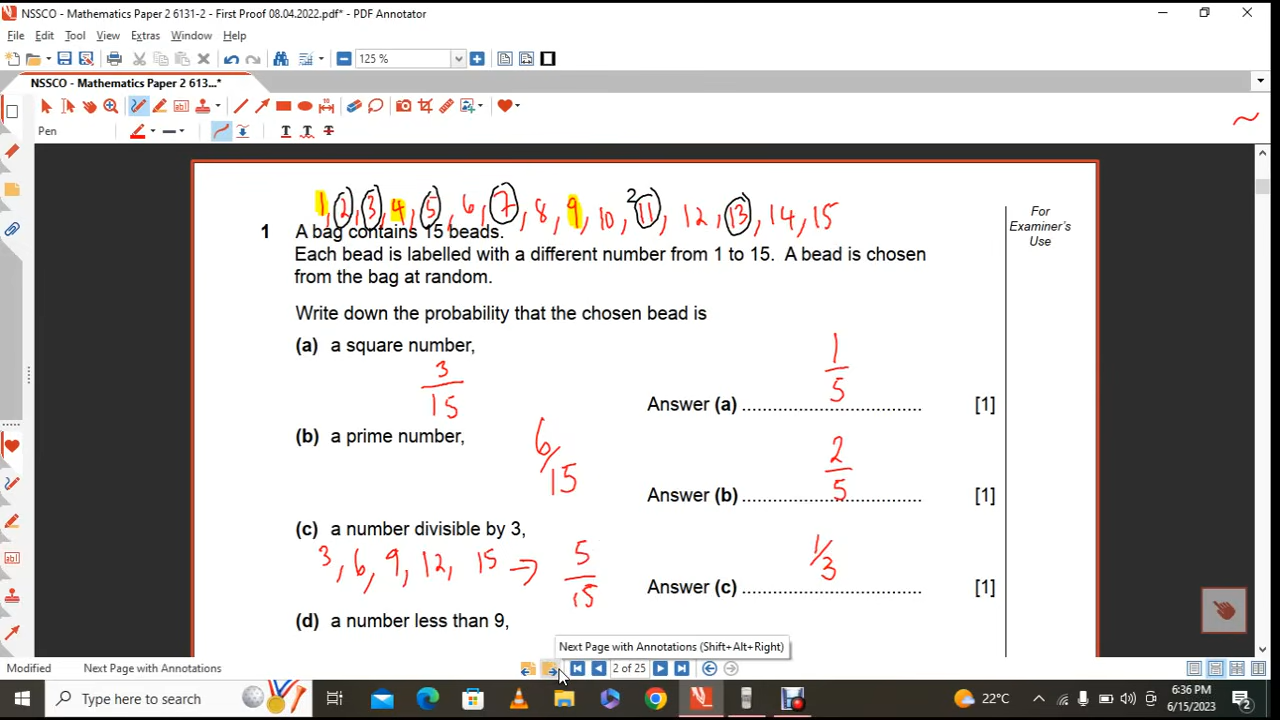 NSSCO - Mathematics Paper 2 6131-2 - First Proof 08.04.2022.pdf* - PDF Annotator
File Edit Tool View Extras Window Help
125 %
NSSCO - Mathematics Paper 2 613...*
Pen
1, 2, 3, 4, 5, 6, 7, 8, 9, 10, 2 11, 12, 13, 14, 15
For
Examiner's
Use
1 A bag contains 15 beads.
Each bead is labelled with a different number from 1 to 15. A bead is chosen
from the bag at random.
Write down the probability that the chosen bead is
(a) a square number,
3/15
1/5
Answer (a) .................................... [1]
(b) a prime number,
6/15
2/5
Answer (b) .................................... [1]
(c) a number divisible by 3,
3, 6, 9, 12, 15 → 5/15
1/3
Answer (c) .................................... [1]
(d) a number less than 9,
Next Page with Annotations (Shift+Alt+Right)
Modified Next Page with Annotations 2 of 25
Type here to search
22°C
6:36 PM
6/15/2023
2